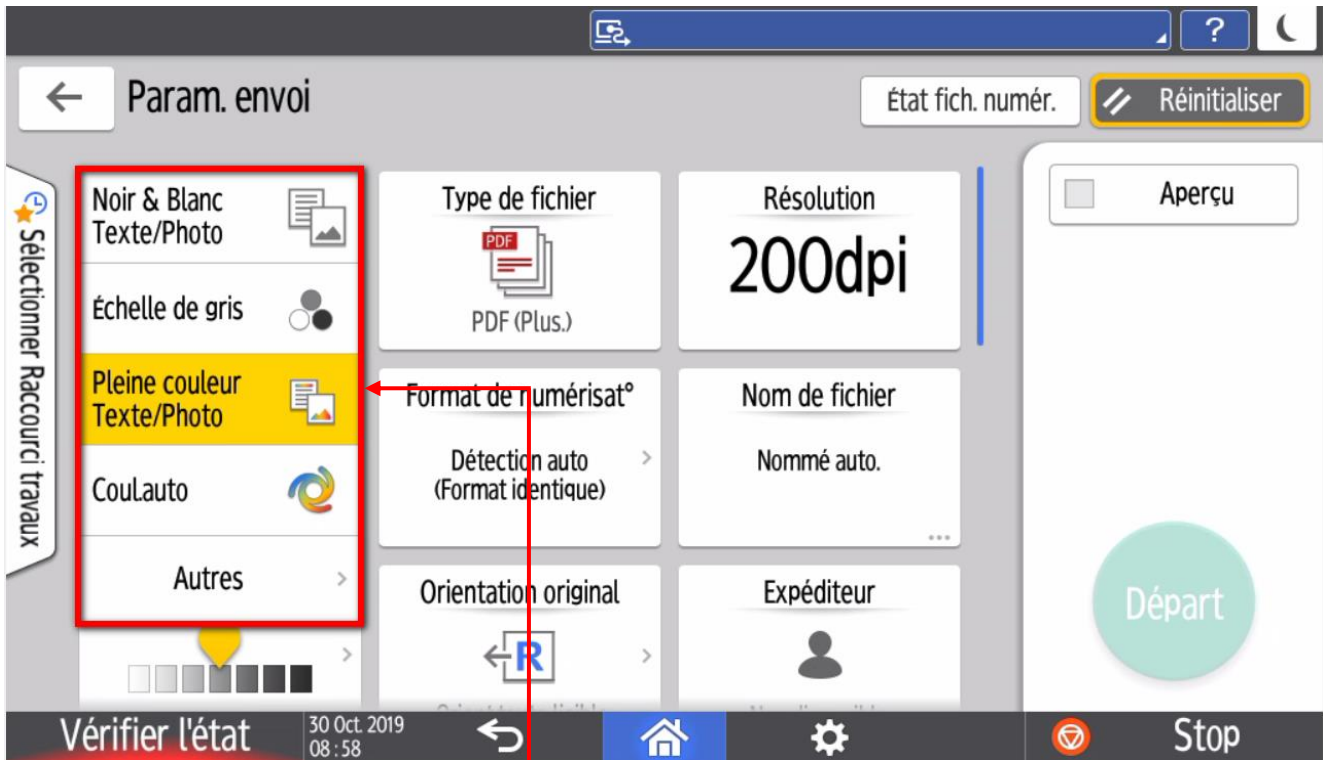 ?
Param. envoi
État fich. numér.
Réinitialiser
Sélectionner Raccourci travaux
Noir & Blanc
Texte/Photo
Échelle de gris
Pleine couleur
Texte/Photo
Coul.auto
Autres
Type de fichier
PDF
PDF (Plus.)
Résolution
200dpi
Format de numérisat°
Détection auto
(Format identique)
Nom de fichier
Nommé auto.
...
Orientation original
R
Expéditeur
Aperçu
Départ
Vérifier l'état
30 Oct. 2019
08 : 58
Stop